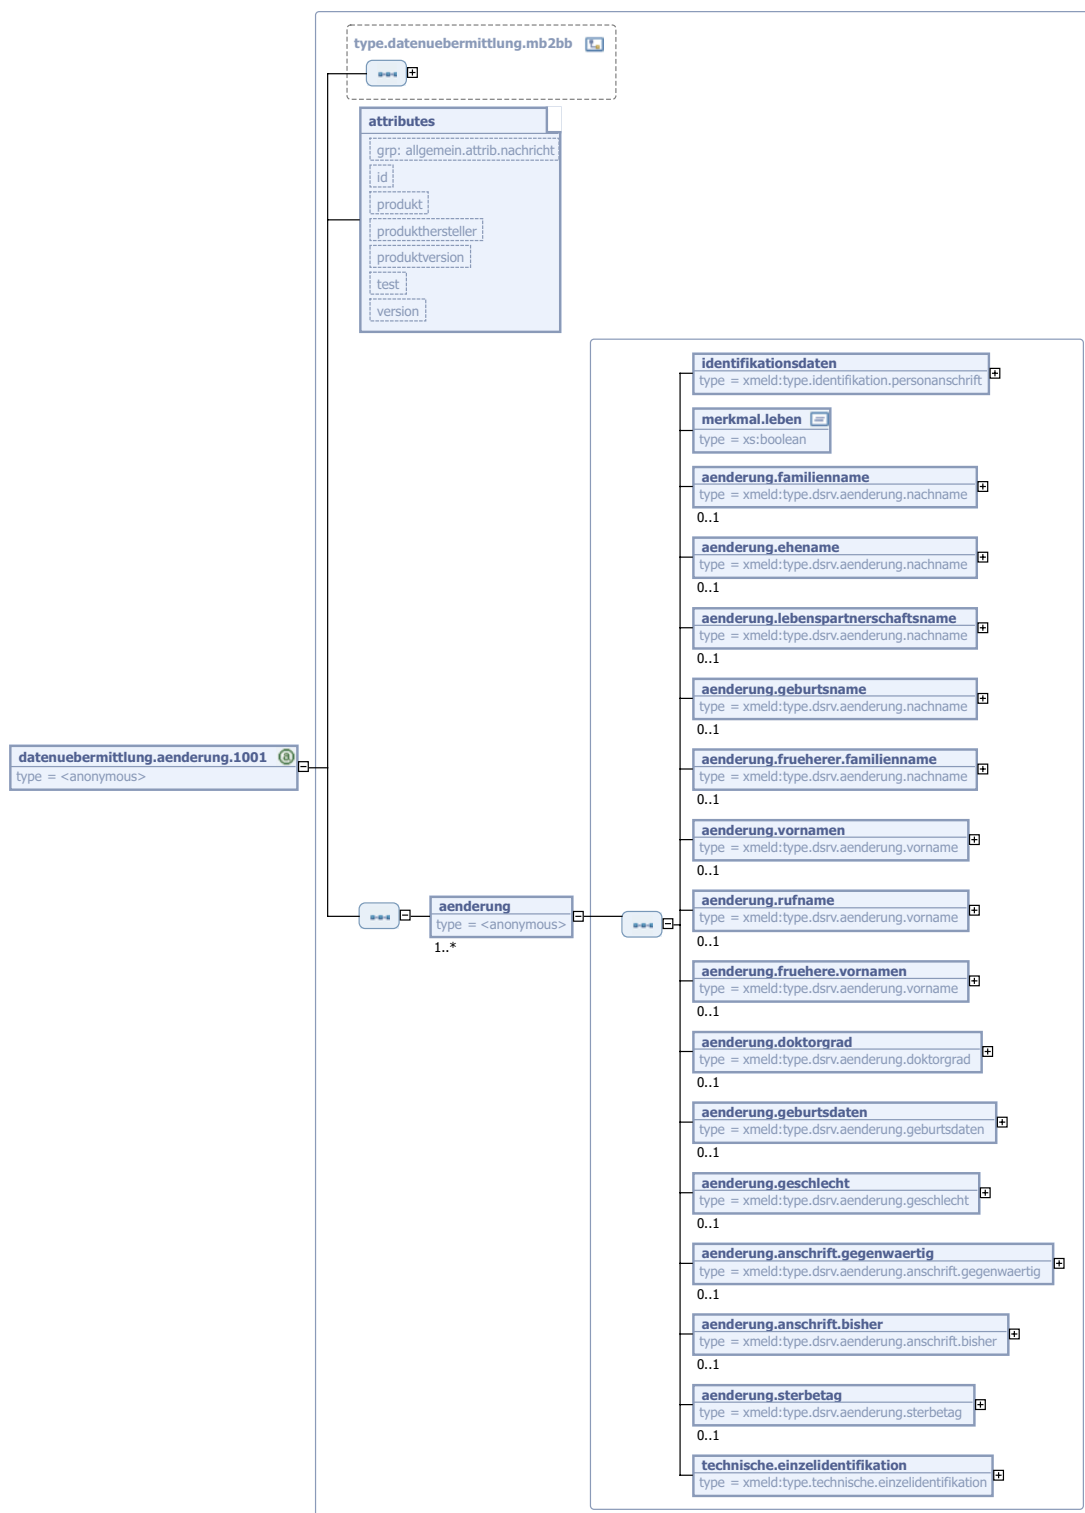 type.datenuebermittlung.mb2bb
attributes
grp: allgemein.attrib.nachricht
id
produkt
produkthersteller
produktversion
test
version
identifikationsdaten
type = xmeld:type.identifikation.personanschrift
merkmal.leben
type = xs:boolean
aenderung.familienname
type = xmeld:type.dsrv.aenderung.nachname
0..1
aenderung.ehename
type = xmeld:type.dsrv.aenderung.nachname
0..1
aenderung.lebenspartnerschaftsname
type = xmeld:type.dsrv.aenderung.nachname
0..1
aenderung.geburtsname
type = xmeld:type.dsrv.aenderung.nachname
0..1
datenuebermittlung.aenderung.1001
type = <anonymous>
aenderung.frueherer.familienname
type = xmeld:type.dsrv.aenderung.nachname
0..1
aenderung.vornamen
type = xmeld:type.dsrv.aenderung.vorname
0..1
aenderung
type = <anonymous>
1..*
aenderung.rufname
type = xmeld:type.dsrv.aenderung.vorname
0..1
aenderung.fruehere.vornamen
type = xmeld:type.dsrv.aenderung.vorname
0..1
aenderung.doktorgrad
type = xmeld:type.dsrv.aenderung.doktorgrad
0..1
aenderung.geburtsdaten
type = xmeld:type.dsrv.aenderung.geburtsdaten
0..1
aenderung.geschlecht
type = xmeld:type.dsrv.aenderung.geschlecht
0..1
aenderung.anschrift.gegenwaertig
type = xmeld:type.dsrv.aenderung.anschrift.gegenwaertig
0..1
aenderung.anschrift.bisher
type = xmeld:type.dsrv.aenderung.anschrift.bisher
0..1
aenderung.sterbetag
type = xmeld:type.dsrv.aenderung.sterbetag
0..1
technische.einzelidentifikation
type = xmeld:type.technische.einzelidentifikation